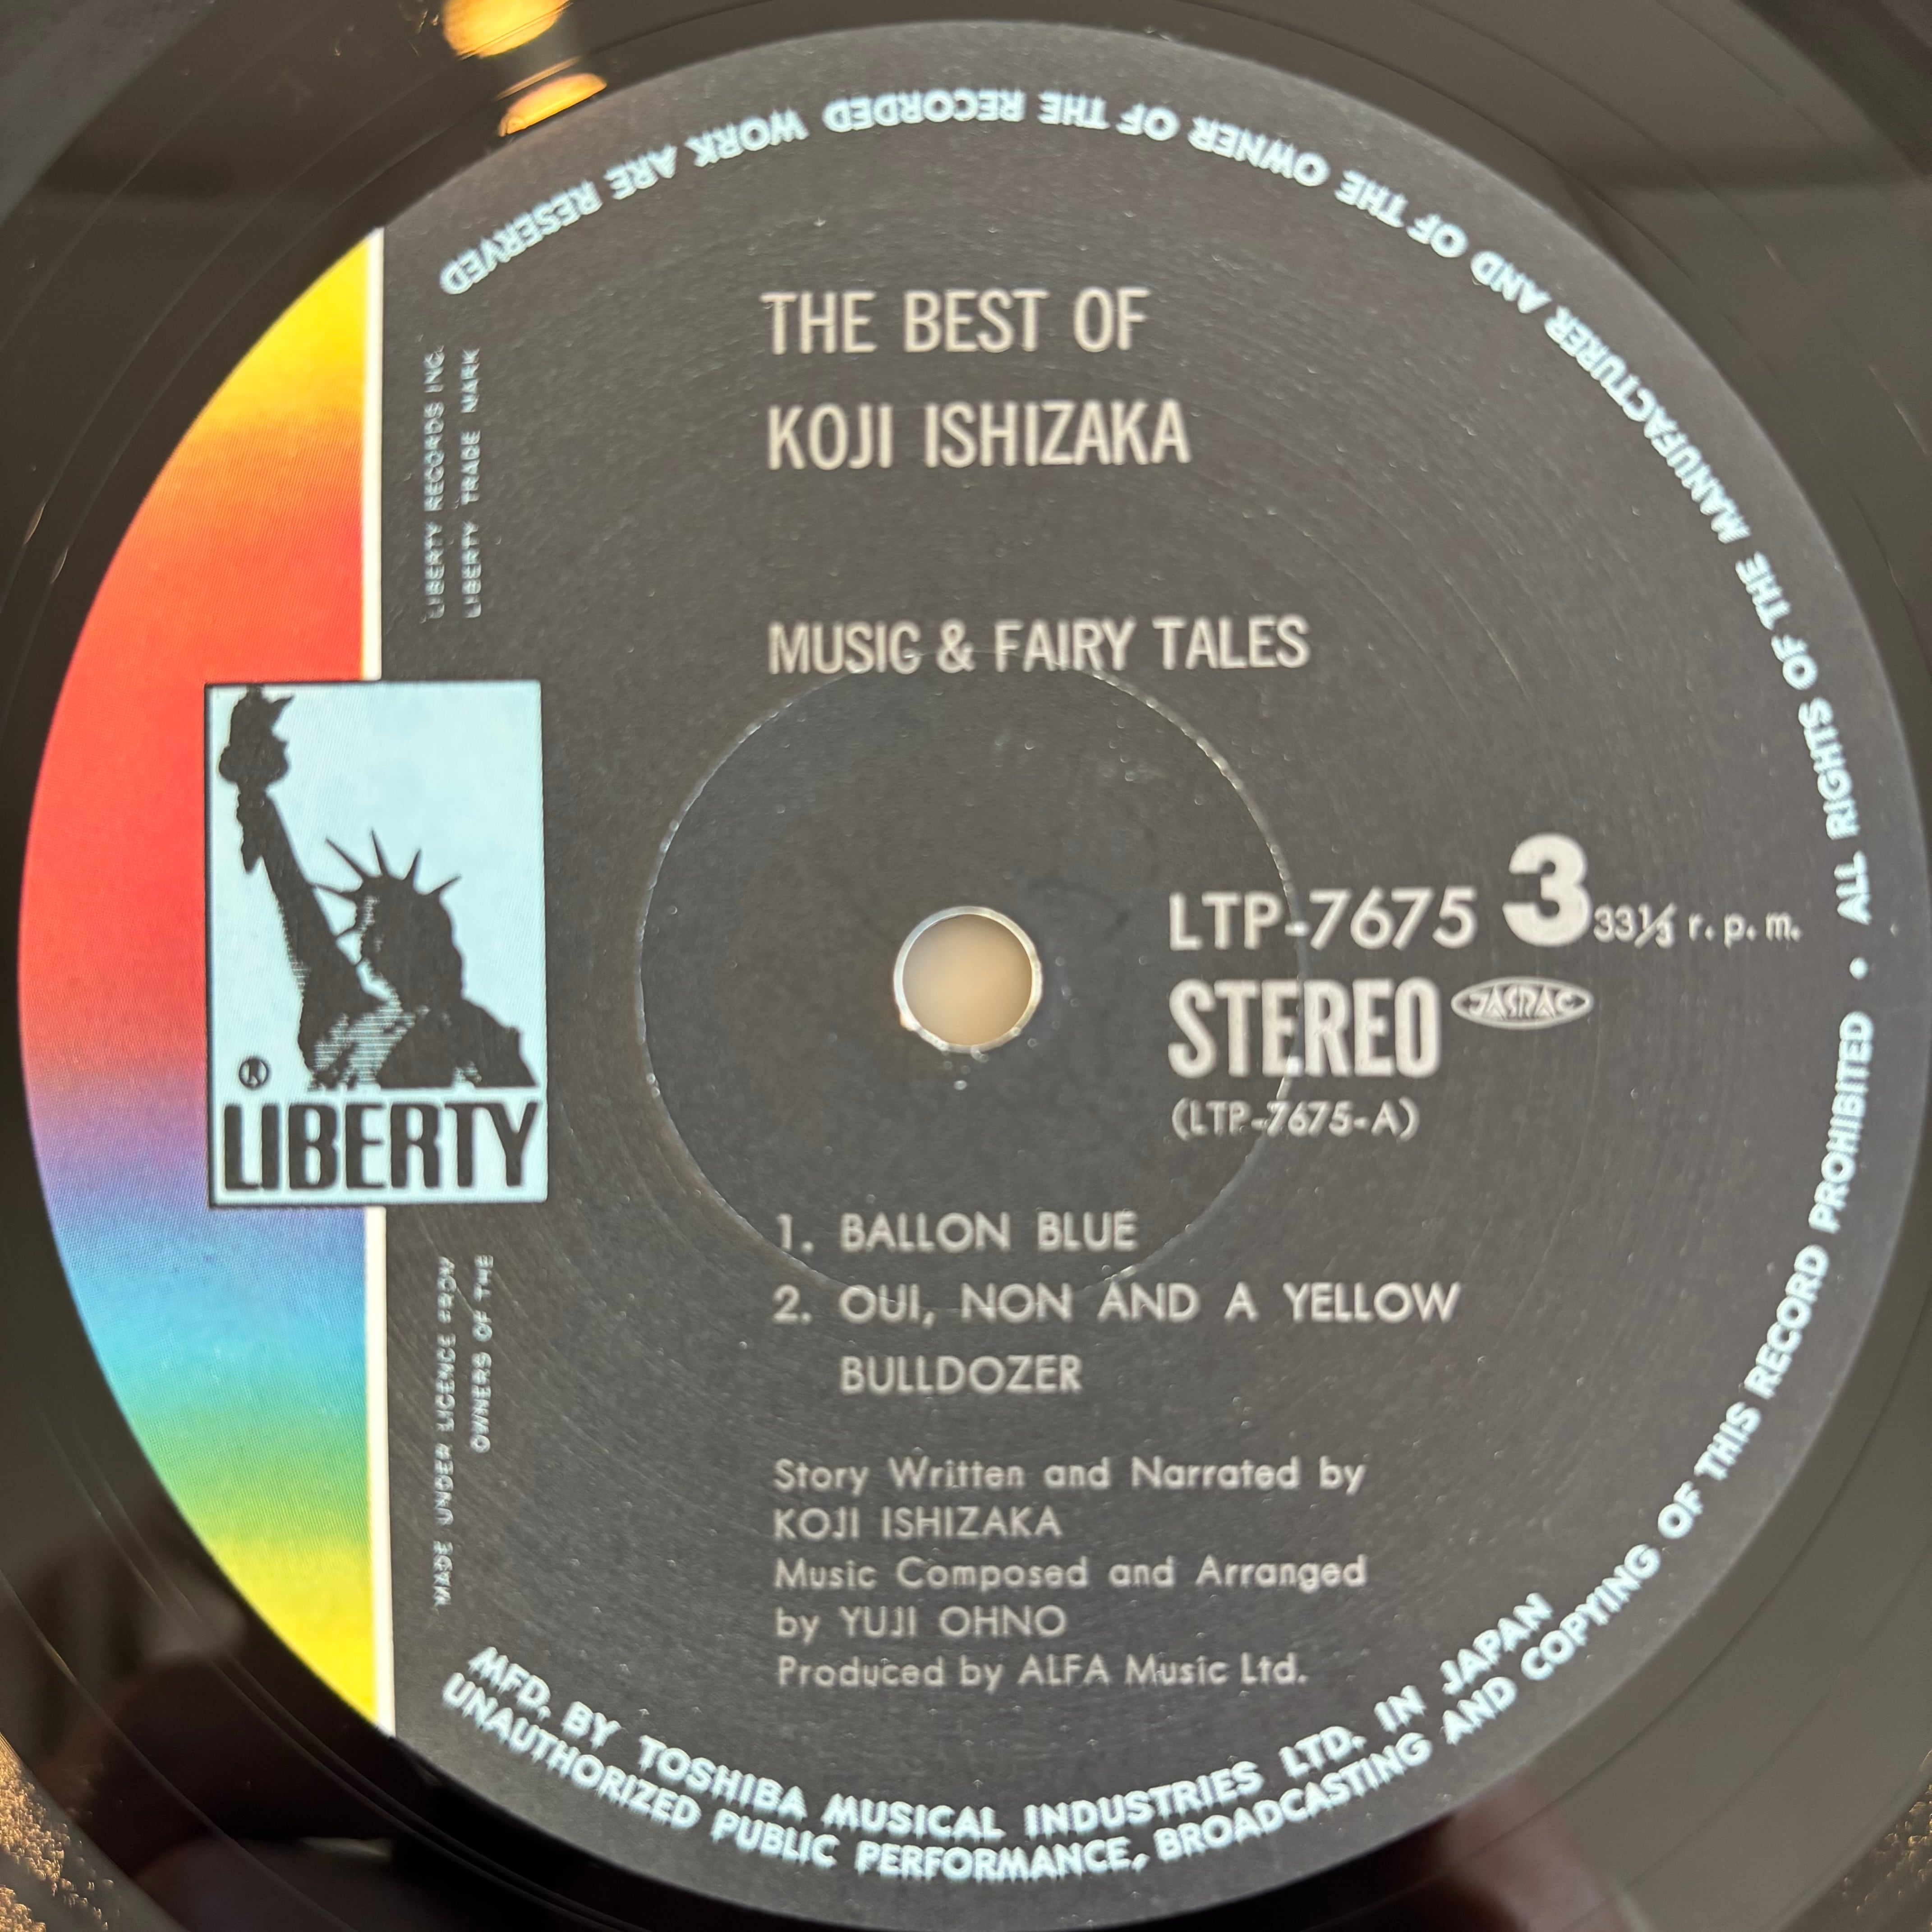 THE BEST OF
KOJI ISHIZAKA
MUSIC & FAIRY TALES
LIBERTY RECORDS INC.
LIBERTY TRADE MARK
®
LIBERTY
MADE UNDER LICENCE FROM
OWNERS OF THE
LTP-7675 3 33⅓ r.p.m.
STEREO JASRAC
(LTP-7675-A)
1. BALLON BLUE
2. OUI, NON AND A YELLOW
BULLDOZER
Story Written and Narrated by
KOJI ISHIZAKA
Music Composed and Arranged
by YUJI OHNO
Produced by ALFA Music Ltd.
MFD. BY TOSHIBA MUSICAL INDUSTRIES LTD. IN JAPAN
UNAUTHORIZED PUBLIC PERFORMANCE, BROADCASTING AND COPYING OF THIS RECORD PROHIBITED • ALL RIGHTS OF THE MANUFACTURER AND OF THE OWNER OF THE RECORDED WORK ARE RESERVED